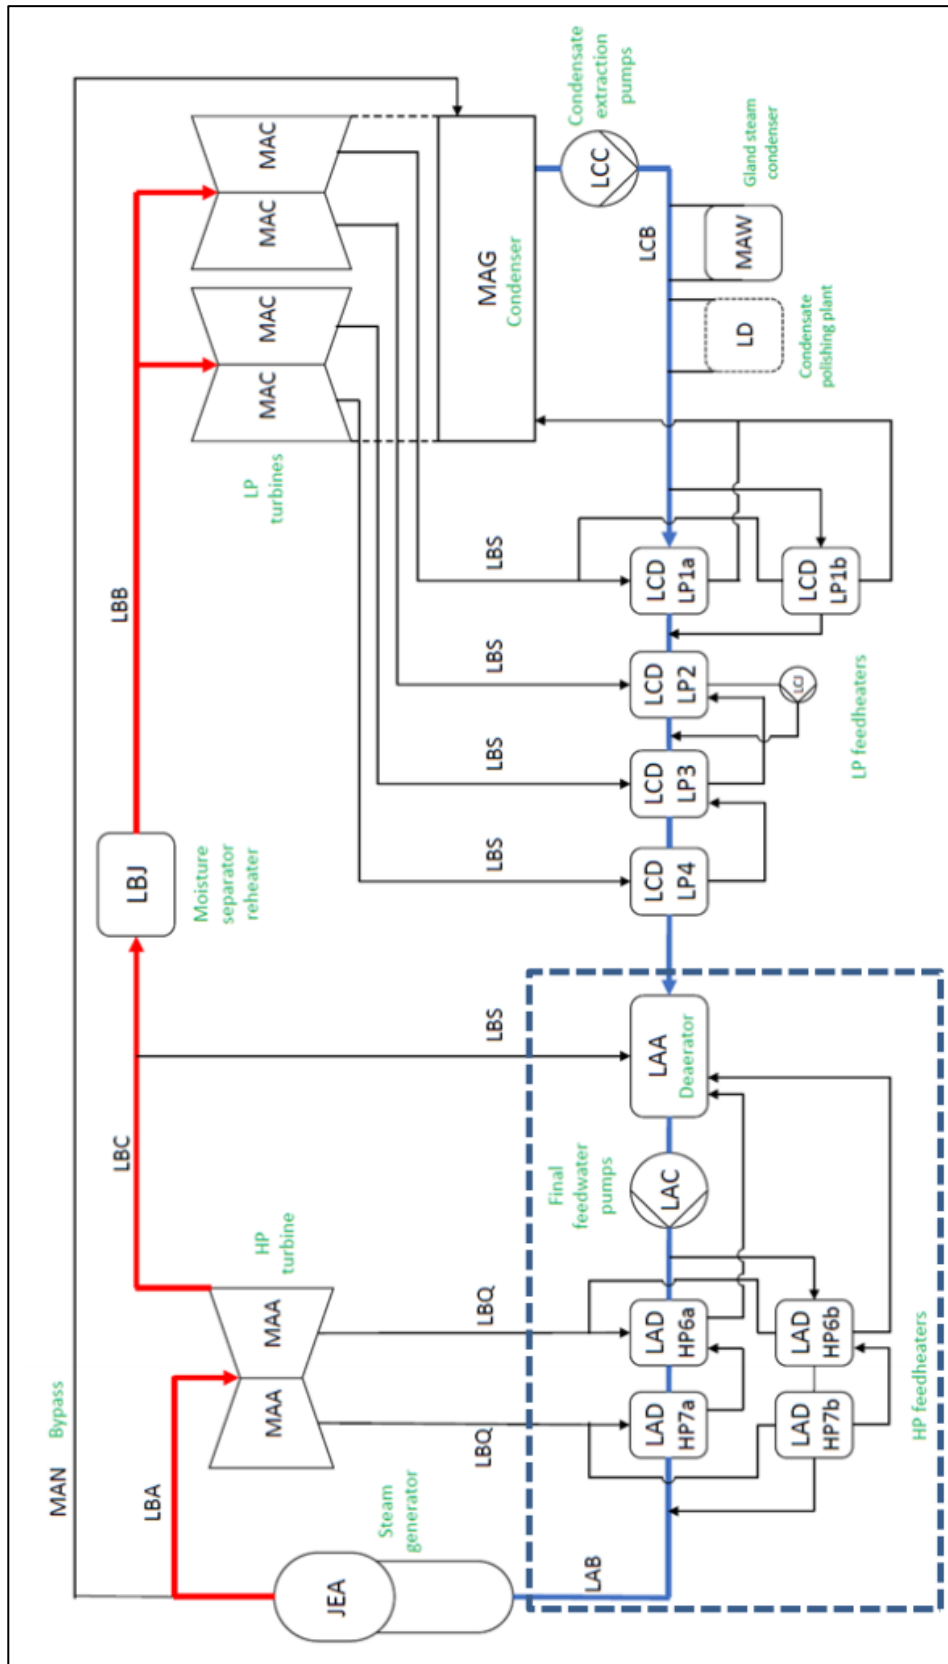 MAN
Bypass
LBA
JEA
Steam
generator
MAA
MAA
HP
turbine
LBC
LBJ
Moisture
separator
reheater
LBB
MAC
MAC
MAC
MAC
LP
turbines
MAG
Condenser
LCC
Condensate
extraction
pumps
LCB
MAW
Gland steam
condenser
LD
Condensate
polishing plant
LBS
LBS
LBS
LBS
LBS
LCD
LP1a
LCD
LP1b
LCD
LP2
LCJ
LCD
LP3
LCD
LP4
LP feedheaters
LAA
Deaerator
LAC
Final
feedwater
pumps
LBQ
LBQ
LAD
HP6a
LAD
HP6b
LAD
HP7a
LAD
HP7b
HP feedheaters
LAB